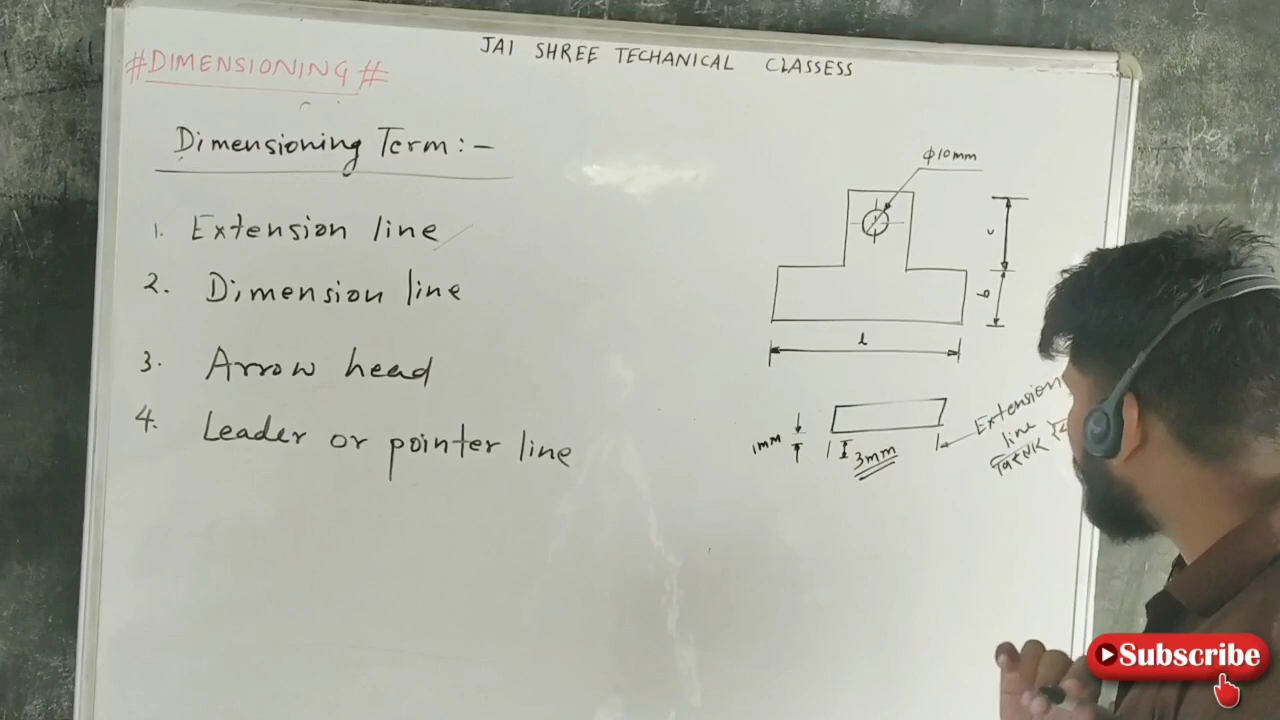 JAI SHREE TECHANICAL CLASSESS
#DIMENSIONING#
Dimensioning Term:-
1. Extension line
2. Dimension line
3. Arrow head
4. Leader or pointer line
ϕ10mm
c
b
l
1mm
3mm
Extension
line
Subscribe